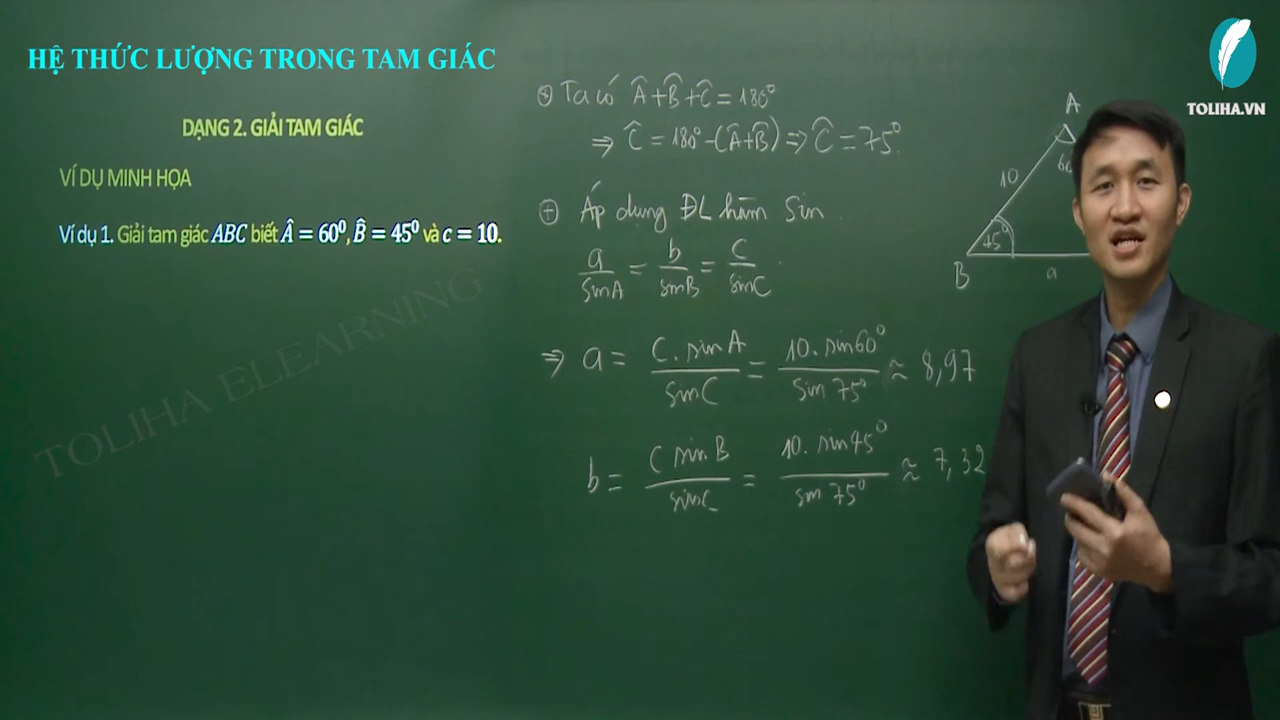 HỆ THỨC LƯỢNG TRONG TAM GIÁC
DẠNG 2. GIẢI TAM GIÁC
VÍ DỤ MINH HỌA
Ví dụ 1. Giải tam giác ABC biết Â = 60⁰, B̂ = 45⁰ và c = 10.
TOLIHA ELEARNING
Ta có Â + B̂ + Ĉ = 180°
⇒ Ĉ = 180° - (Â + B̂) ⇒ Ĉ = 75°.
Áp dụng ĐL hàm Sin.
a/sinA = b/sinB = c/sinC.
⇒ a = c.sinA/sinC = 10.sin60°/sin75° ≈ 8,97
b = c sinB/sinC = 10.sin45°/sin75° ≈ 7,32
A
10
45°
B
a
TOLIHA.VN